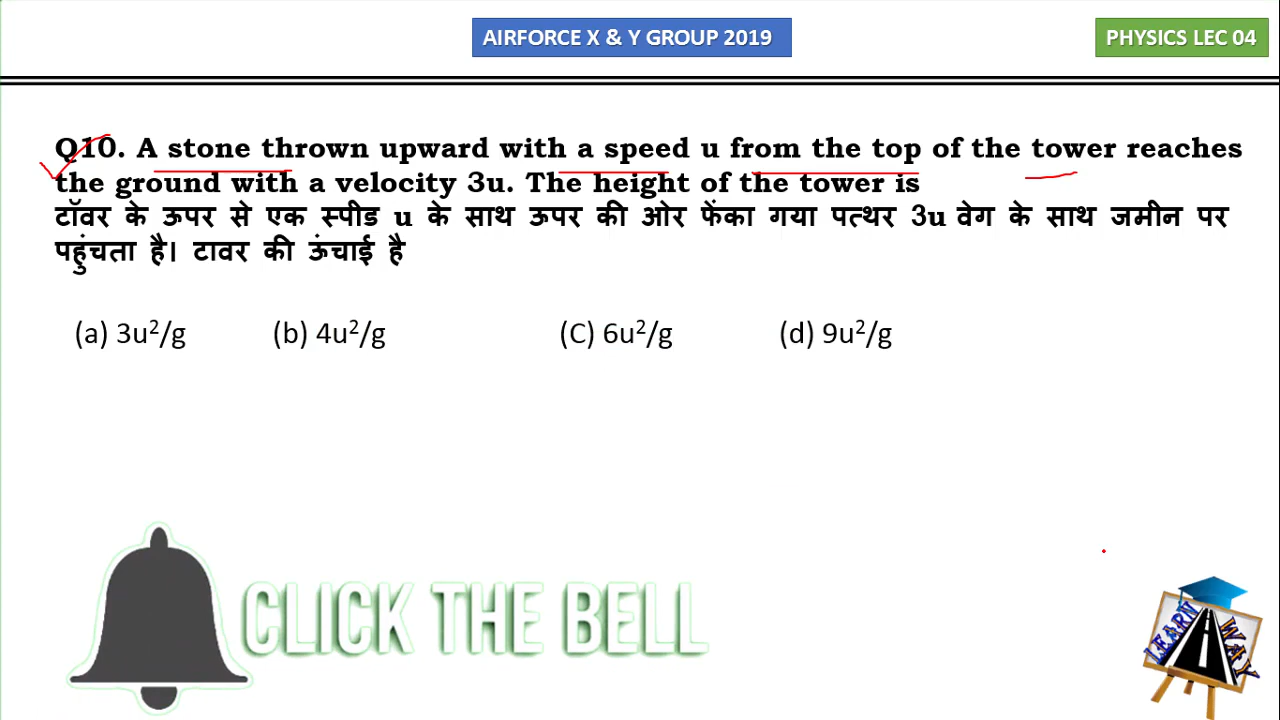 AIRFORCE X & Y GROUP 2019
PHYSICS LEC 04
Q10. A stone thrown upward with a speed u from the top of the tower reaches
the ground with a velocity 3u. The height of the tower is
टॉवर के ऊपर से एक स्पीड u के साथ ऊपर की ओर फेंका गया पत्थर 3u वेग के साथ जमीन पर
पहुंचता है। टावर की ऊंचाई है
(a) 3u²/g (b) 4u²/g (C) 6u²/g (d) 9u²/g
CLICK THE BELL
LEARN WAY